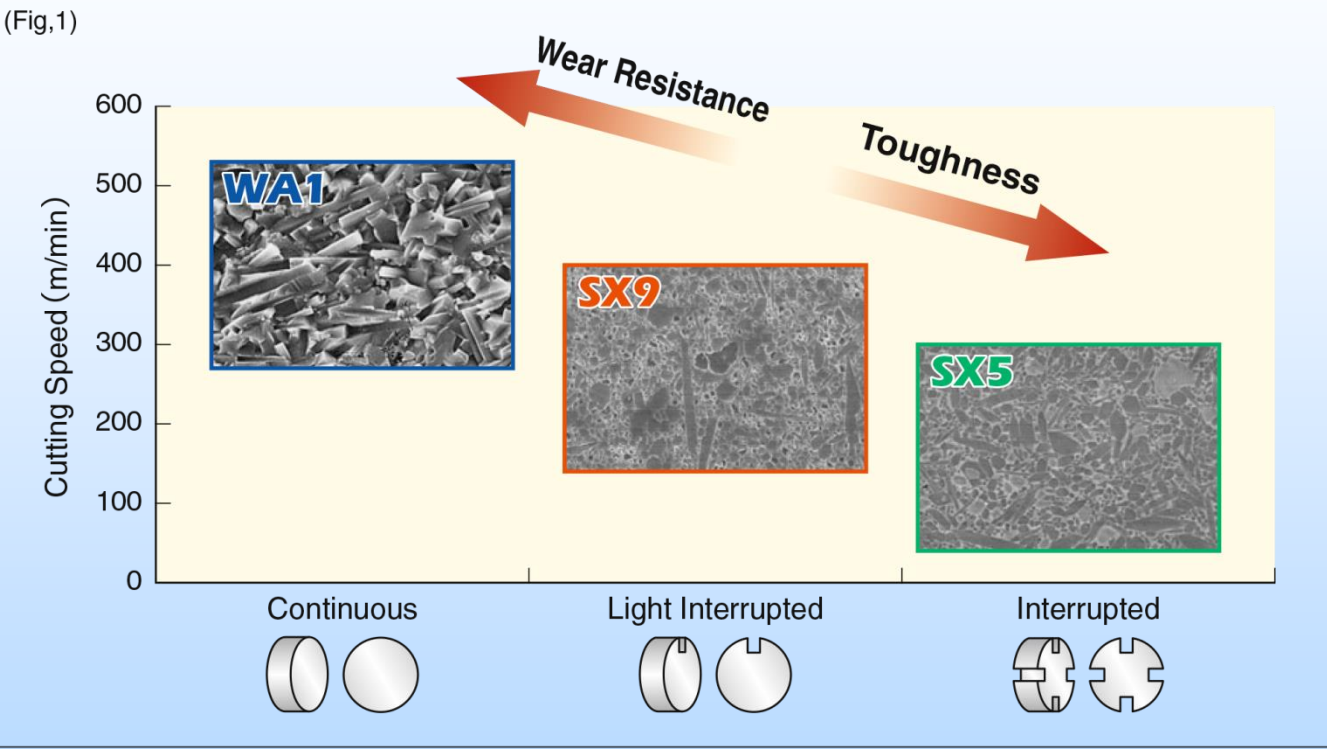 (Fig,1)
Wear Resistance
Toughness
Cutting Speed (m/min)
600
500
400
300
200
100
0
WA1
SX9
SX5
Continuous
Light Interrupted
Interrupted